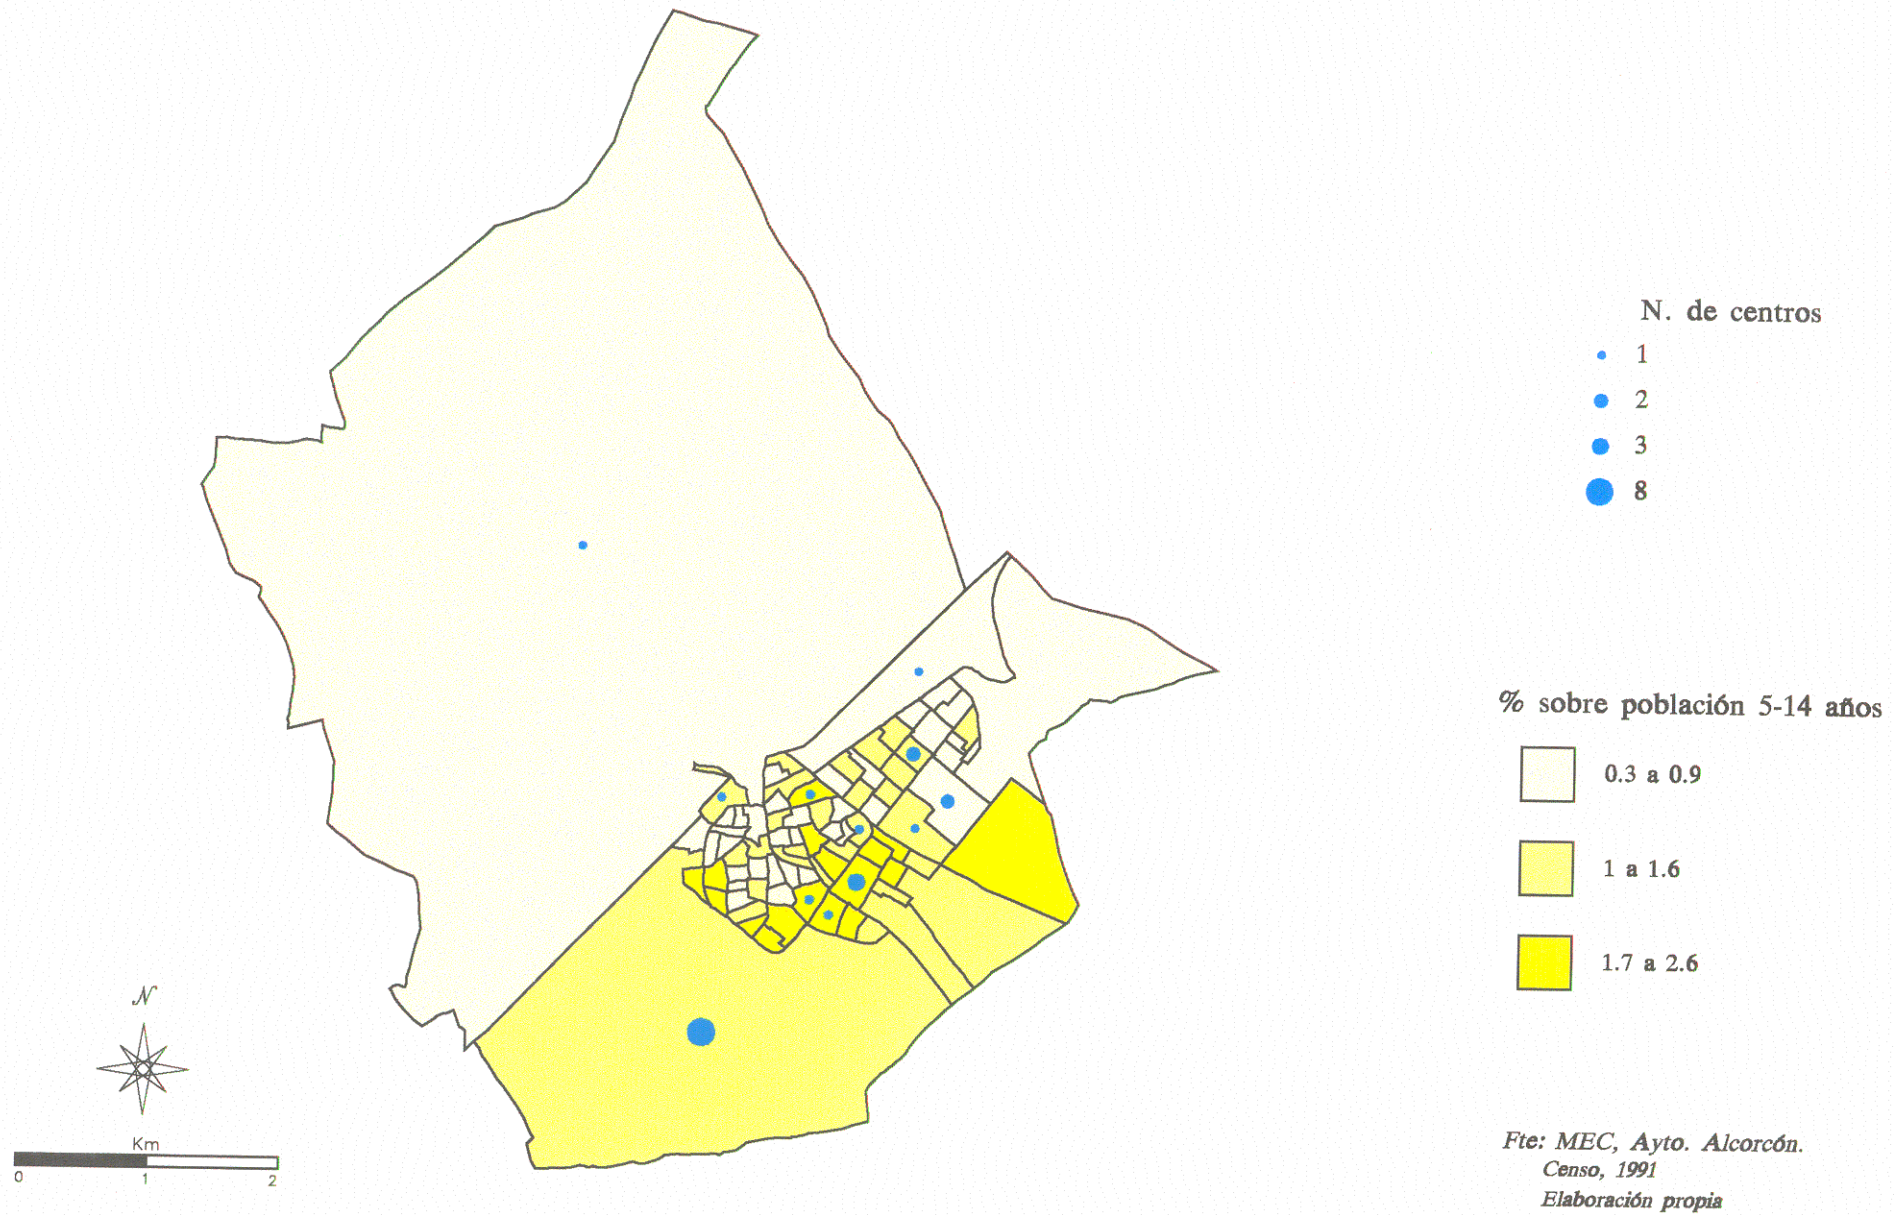 N. de centros
1
2
3
8
% sobre población 5-14 años
0.3 a 0.9
1 a 1.6
1.7 a 2.6
N
Km
0 1 2
Fte: MEC, Ayto. Alcorcón.
Censo, 1991
Elaboración propia